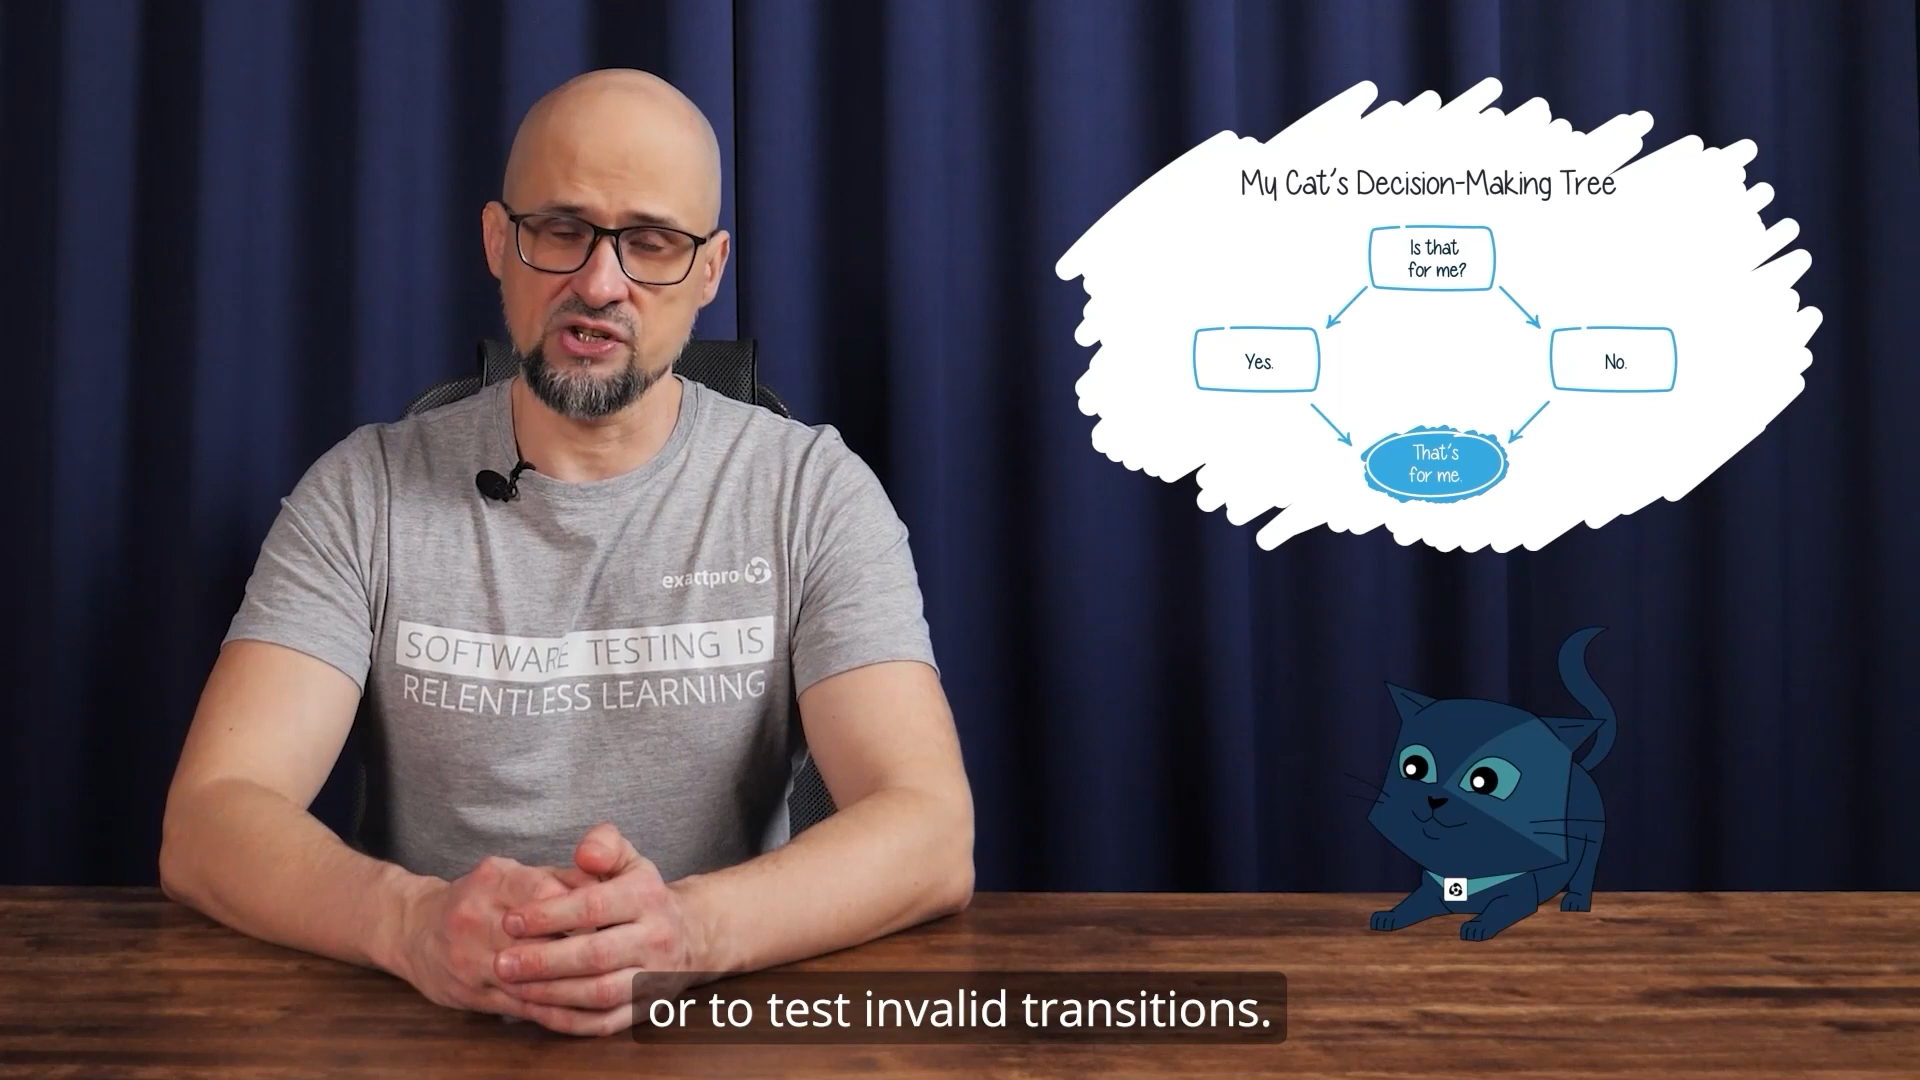 My Cat's Decision-Making Tree
Is that
for me?
Yes.
No.
That's
for me.
exactpro
SOFTWARE TESTING IS
RELENTLESS LEARNING
or to test invalid transitions.